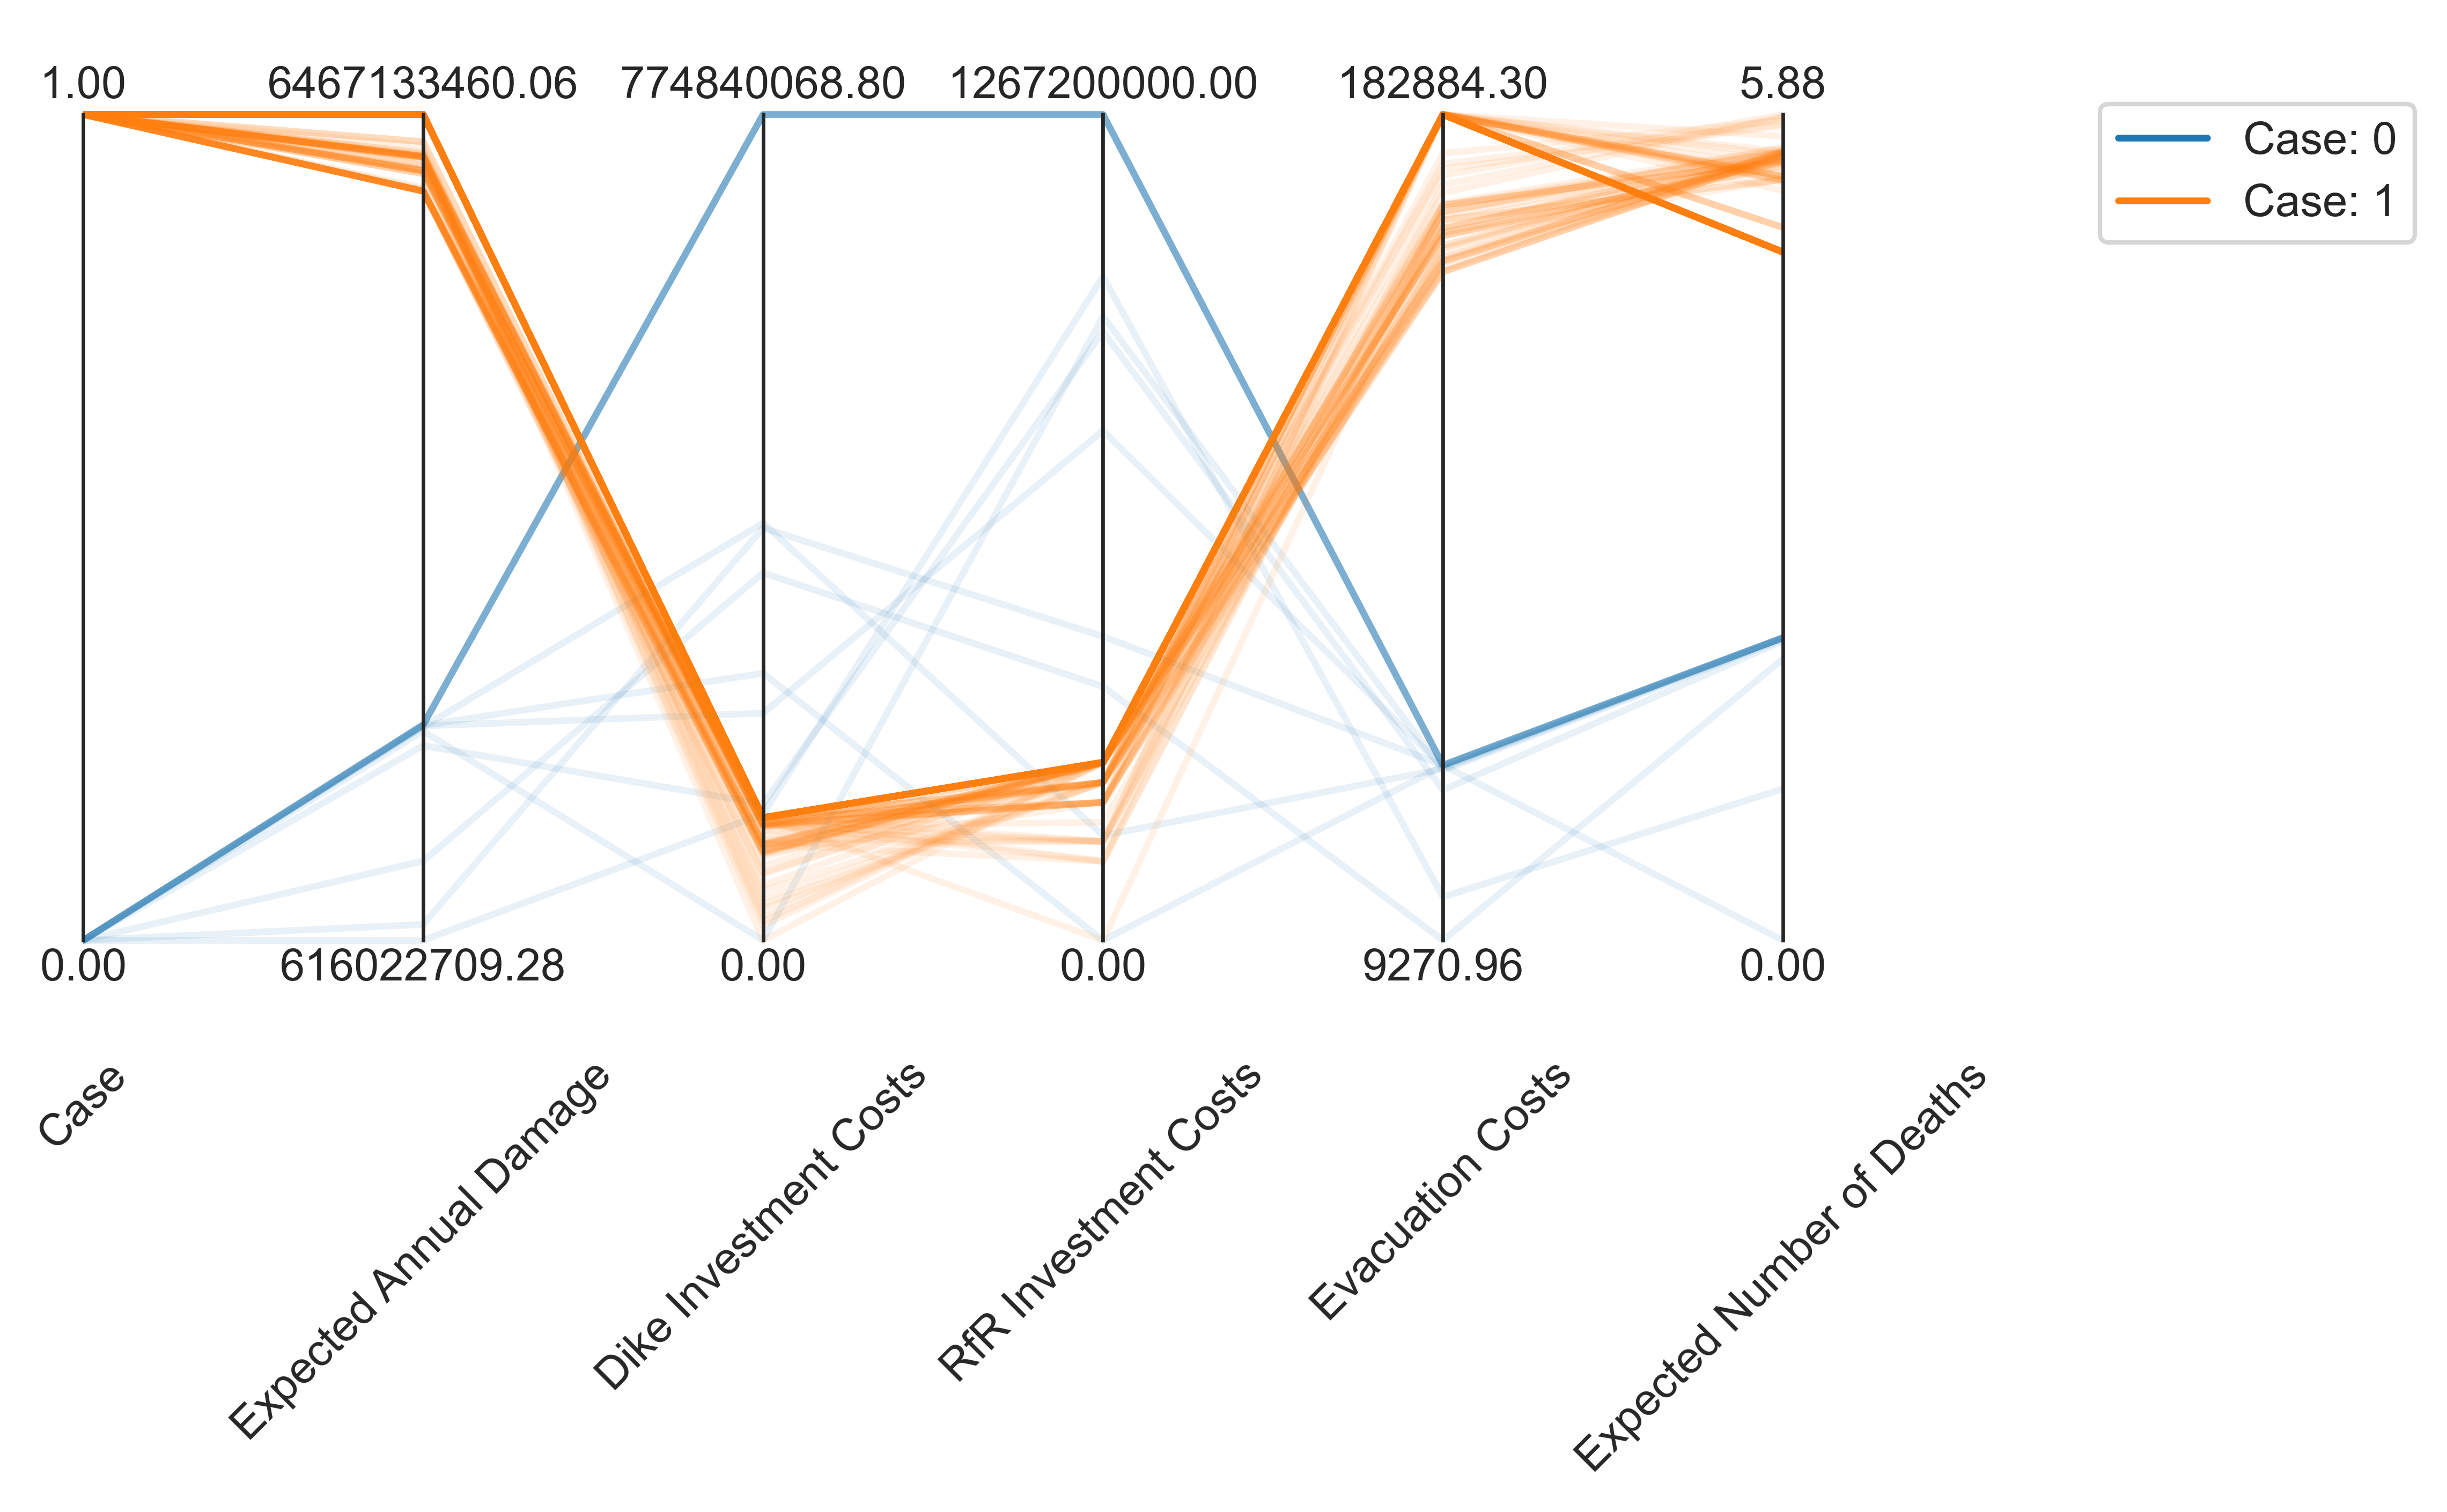 1.00
6467133460.06
774840068.80
1267200000.00
182884.30
5.88
Case: 0
Case: 1
0.00
616022709.28
0.00
0.00
9270.96
0.00
Case
Expected Annual Damage
Dike Investment Costs
RfR Investment Costs
Evacuation Costs
Expected Number of Deaths